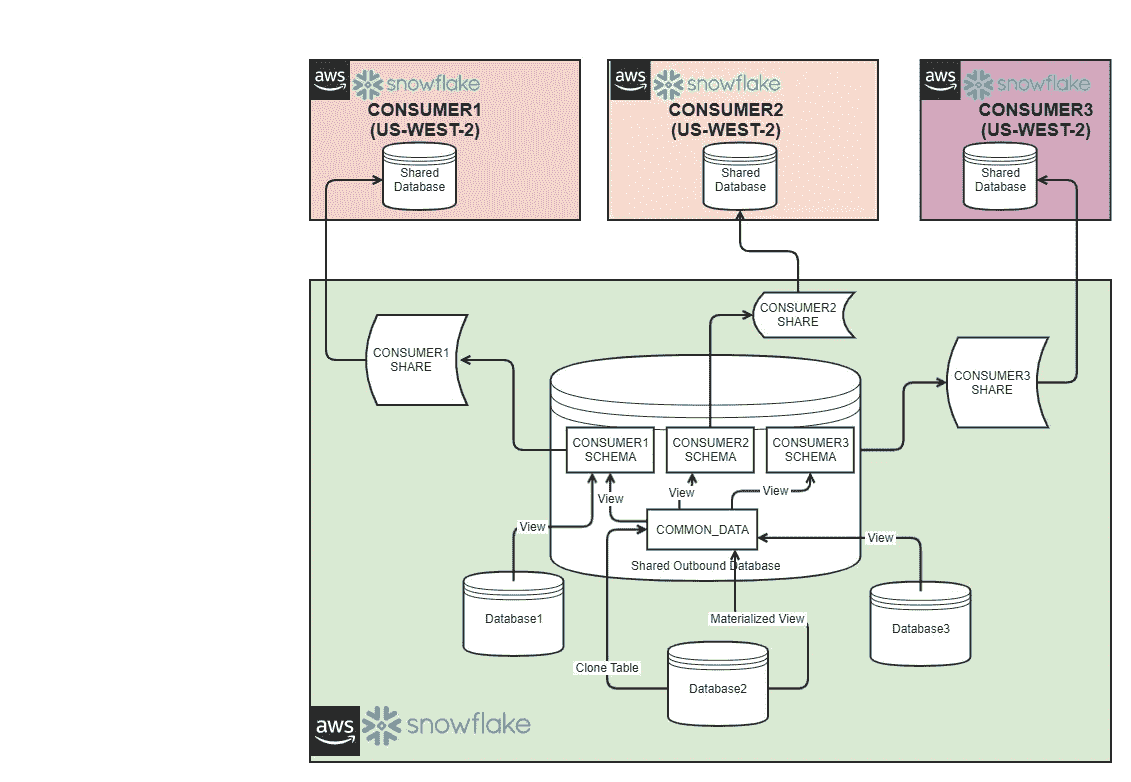 aws
snowflake
CONSUMER1
(US-WEST-2)
Shared
Database
aws
snowflake
CONSUMER2
(US-WEST-2)
Shared
Database
aws
snowflake
CONSUMER3
(US-WEST-2)
Shared
Database
CONSUMER1
SHARE
CONSUMER2
SHARE
CONSUMER3
SHARE
CONSUMER1
SCHEMA
CONSUMER2
SCHEMA
CONSUMER3
SCHEMA
View
View
View
View
COMMON_DATA
View
Shared Outbound Database
Database1
Materialized View
Database3
Clone Table
Database2
aws
snowflake